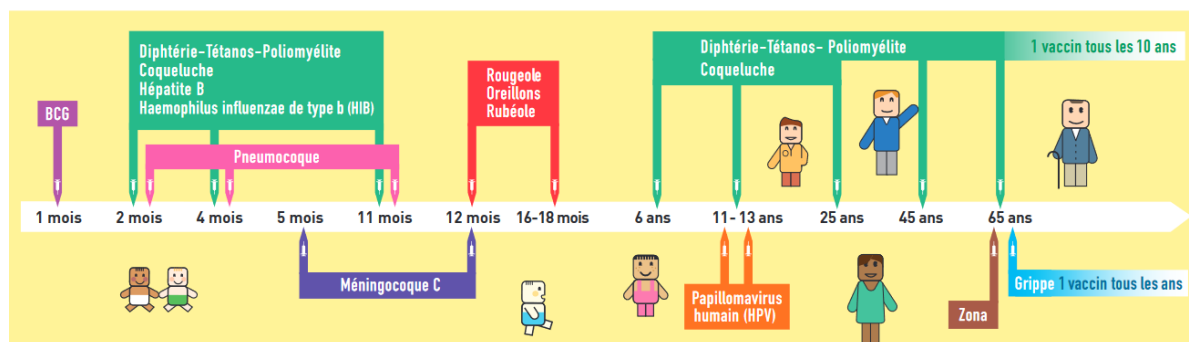 Diphtérie-Tétanos-Poliomyélite
Coqueluche
Hépatite B
Haemophilus influenzae de type b (HIB)
Rougeole
Oreillons
Rubéole
Diphtérie-Tétanos- Poliomyélite
Coqueluche
1 vaccin tous les 10 ans
BCG
Pneumocoque
1 mois
2 mois
4 mois
5 mois
11 mois
12 mois
16-18 mois
6 ans
11- 13 ans
25 ans
45 ans
65 ans
Méningocoque C
Papillomavirus
humain (HPV)
Zona
Grippe 1 vaccin tous les ans